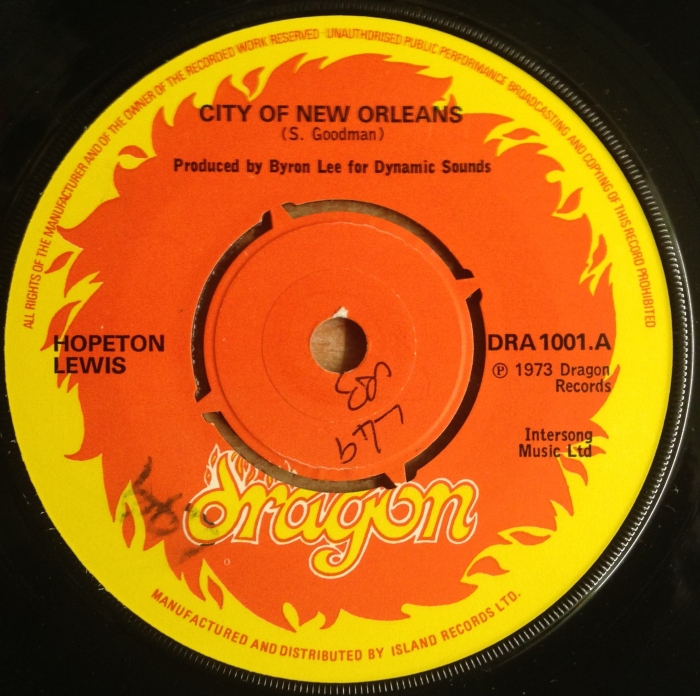 ALL RIGHTS OF THE MANUFACTURER AND OF THE OWNER OF THE RECORDED WORK RESERVED · UNAUTHORISED PUBLIC PERFORMANCE BROADCASTING AND COPYING OF THIS RECORD PROHIBITED
CITY OF NEW ORLEANS
(S. Goodman)
Produced by Byron Lee for Dynamic Sounds
HOPETON
LEWIS
DRA 1001.A
℗ 1973 Dragon
Records
Intersong
Music Ltd
dragon
MANUFACTURED AND DISTRIBUTED BY ISLAND RECORDS LTD.